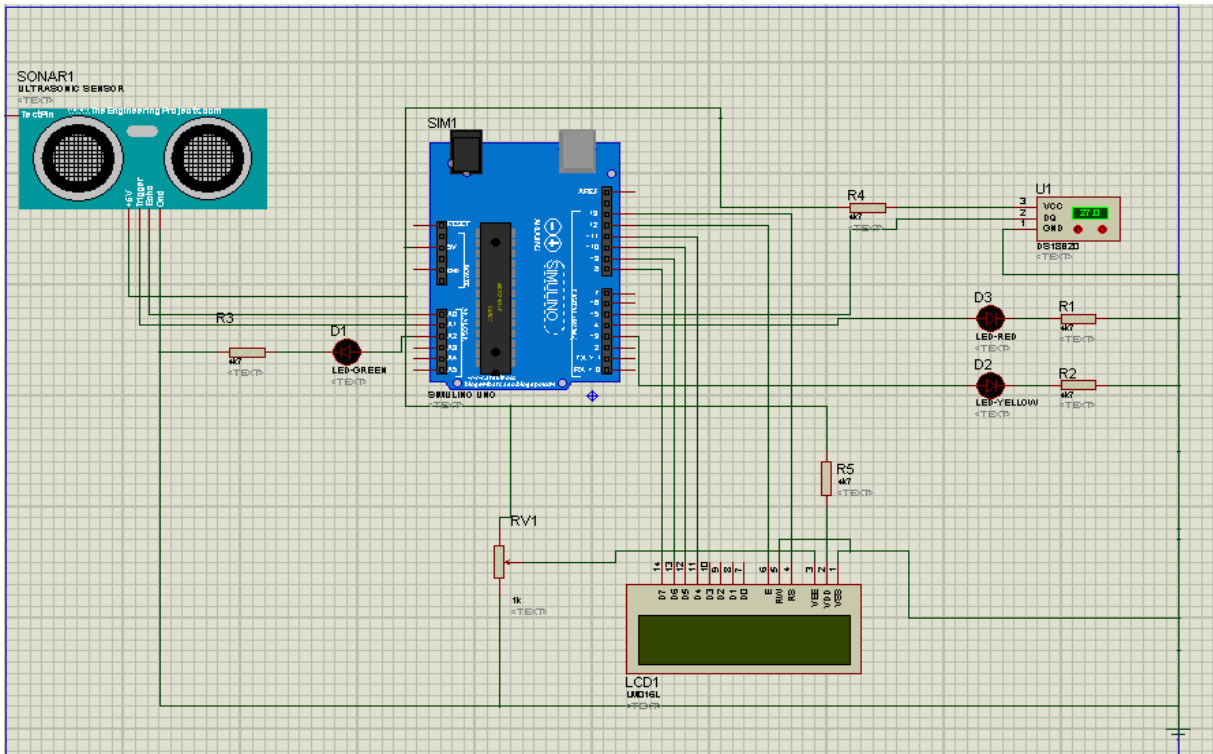 SONAR1
ULTRASONIC SENSOR
<TEXT>
TestPin
www.TheEngineeringProjects.com
+5V
Trigger
Echo
Gnd
SIM1
AREF
13
12
~11
~10
~9
8
RESET
5V
GND
POWER
ARDUINO
SIMULINO
A0
A1
A2
A3
A4
A5
7
~6
~5
4
~3
2
TX > 1
RX < 0
SIMULINO UNO
<TEXT>
R3
4k7
<TEXT>
D1
LED-GREEN
<TEXT>
R4
4k7
<TEXT>
U1
3
2
1
VCC
DQ
GND
27.0
DS18B20
<TEXT>
D3
LED-RED
<TEXT>
R1
4k7
<TEXT>
D2
LED-YELLOW
<TEXT>
R2
4k7
<TEXT>
R5
4k7
<TEXT>
RV1
1k
<TEXT>
14 13 12 11 10 9 8 7 6 5 4 3 2 1
D7 D6 D5 D4 D3 D2 D1 D0 E RW RS VEE VDD VSS
LCD1
LM016L
<TEXT>